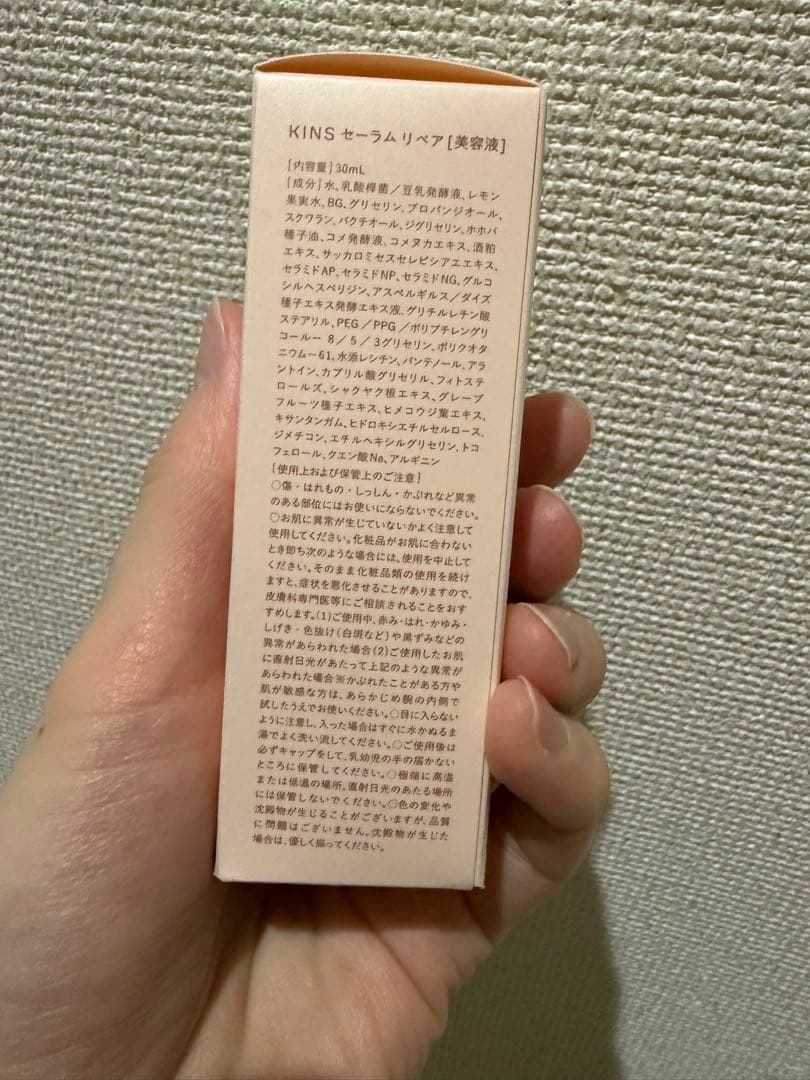 KINS セーラム リペア [美容液]
[内容量] 30mL
[成分] 水、乳酸桿菌／豆乳発酵液、レモン
果実水、BG、グリセリン、プロパンジオール、
スクワラン、バクチオール、ジグリセリン、ホホバ
種子油、コメ発酵液、コメヌカエキス、酒粕
エキス、サッカロミセスセレビシアエエキス、
セラミドAP、セラミドNP、セラミドNG、グルコ
シルヘスペリジン、アスペルギルス／ダイズ
種子エキス発酵エキス液、グリチルレチン酸
ステアリル、PEG／PPG／ポリブチレングリ
コールー 8／5／3グリセリン、ポリクオタ
ニウムー61、水添レシチン、パンテノール、アラ
ントイン、カプリル酸グリセリル、フィトステ
ロールズ、シャクヤク根エキス、グレープ
フルーツ種子エキス、ヒメコウジ葉エキス、
キサンタンガム、ヒドロキシエチルセルロース、
ジメチコン、エチルヘキシルグリセリン、トコ
フェロール、クエン酸Na、アルギニン
[使用上および保管上のご注意]
○傷・はれもの・しっしん・かぶれなど異常
のある部位にはお使いにならないでください。
○お肌に異常が生じていないかよく注意して
使用してください。化粧品がお肌に合わない
とき即ち次のような場合には、使用を中止して
ください。そのまま化粧品類の使用を続け
ますと、症状を悪化させることがありますので、
皮膚科専門医等にご相談されることをおす
すめします。(1)ご使用中、赤み・はれ・かゆみ・
しげき・色抜け(白斑など)や黒ずみなどの
異常があらわれた場合(2)ご使用したお肌
に直射日光があたって上記のような異常が
あらわれた場合※かぶれたことがある方や
肌が敏感な方は、あらかじめ腕の内側で
試したうえでお使いください。○目に入らない
ように注意し、入った場合はすぐに水かぬるま
湯でよく洗い流してください。○ご使用後は
必ずキャップをして、乳幼児の手の届かない
ところに保管してください。○極端に高温
または低温の場所、直射日光のあたる場所
には保管しないでください。○色の変化や
沈殿物が生じることがございますが、品質
に問題はございません。沈殿物が生じた
場合は、優しく振ってください。